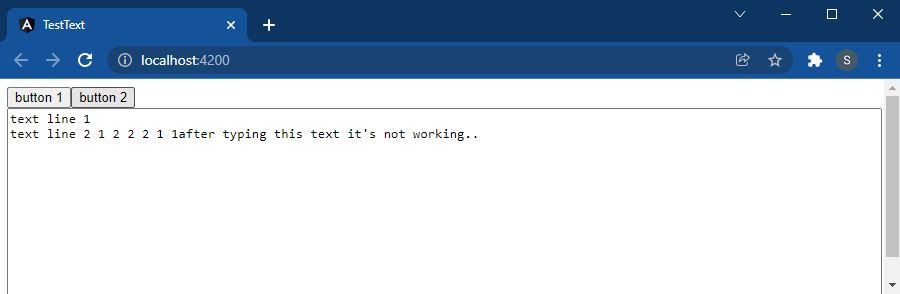 TestText
localhost:4200
S
button 1 button 2
text line 1
text line 2 1 2 2 2 1 1after typing this text it's not working..